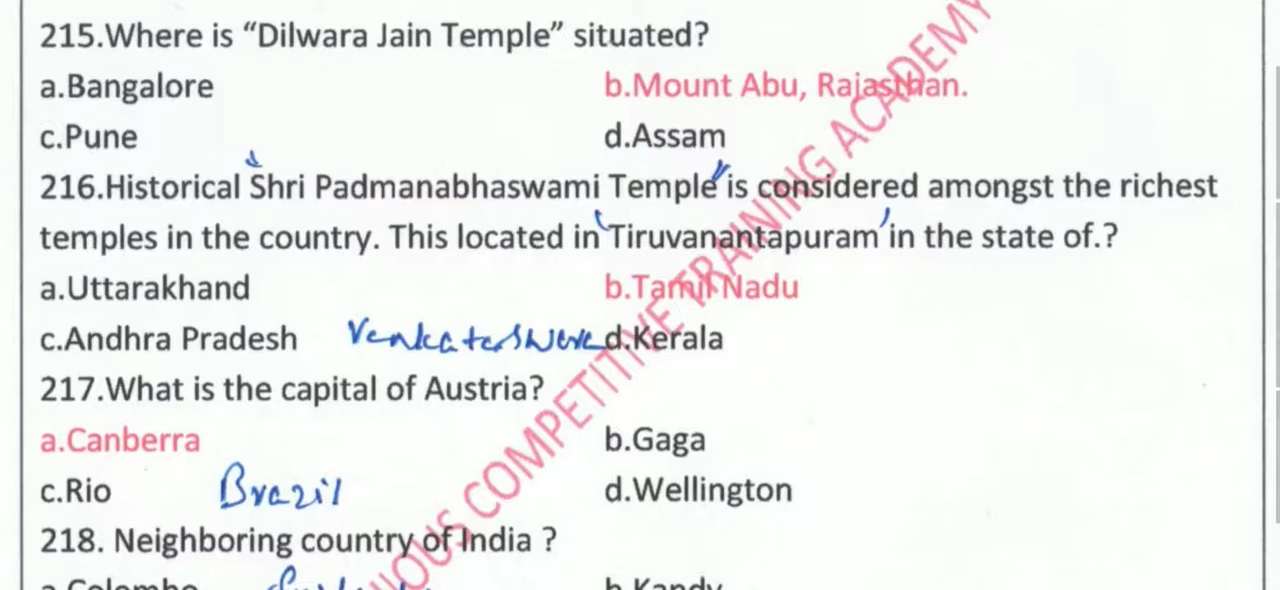 215.Where is “Dilwara Jain Temple” situated?
a.Bangalore b.Mount Abu, Rajasthan.
c.Pune d.Assam
216.Historical Shri Padmanabhaswami Temple is considered amongst the richest
temples in the country. This located in Tiruvanantapuram in the state of.?
a.Uttarakhand b.Tamil Nadu
c.Andhra Pradesh d.Kerala
217.What is the capital of Austria?
a.Canberra b.Gaga
c.Rio Brazil d.Wellington
218. Neighboring country of India ?
a.Colombo b.Kandy
COMPETITIVE TRAINING ACADEMY